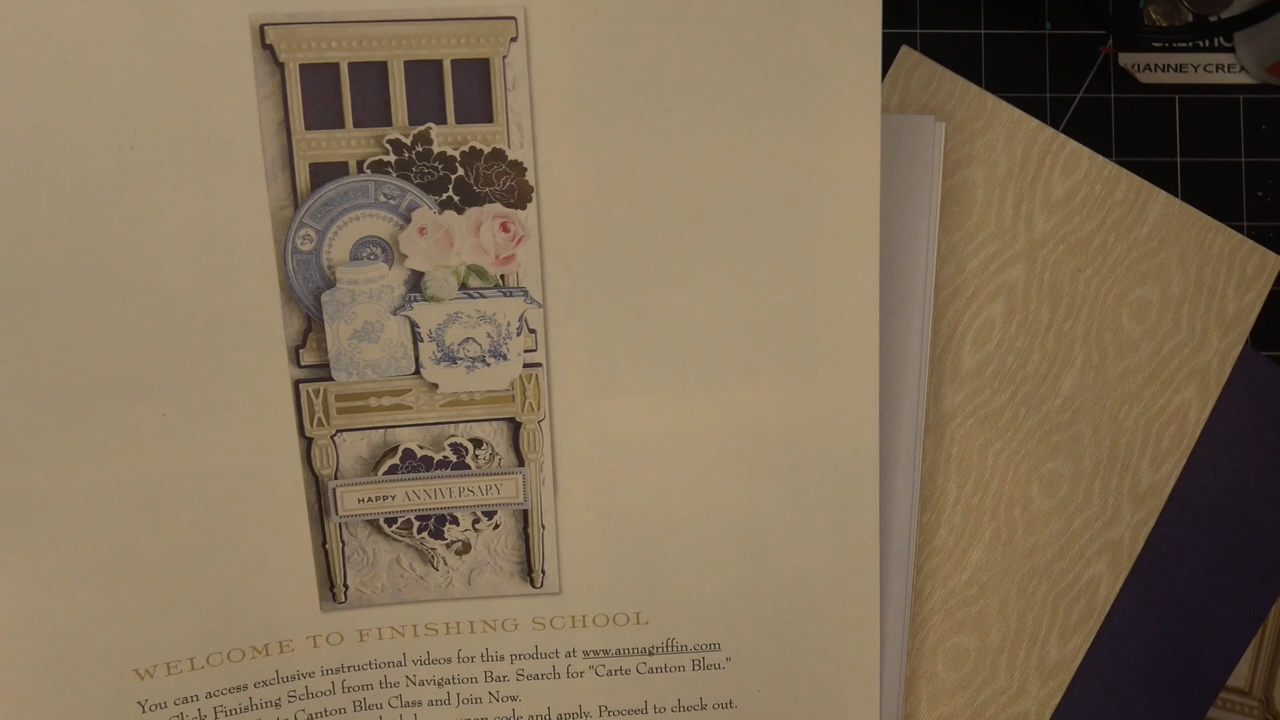 VIANNEYCREA
HAPPY ANNIVERSARY
WELCOME TO FINISHING SCHOOL
You can access exclusive instructional videos for this product at www.annagriffin.com
Click Finishing School from the Navigation Bar. Search for "Carte Canton Bleu."
Canton Bleu Class and Join Now.
code and apply. Proceed to check out.